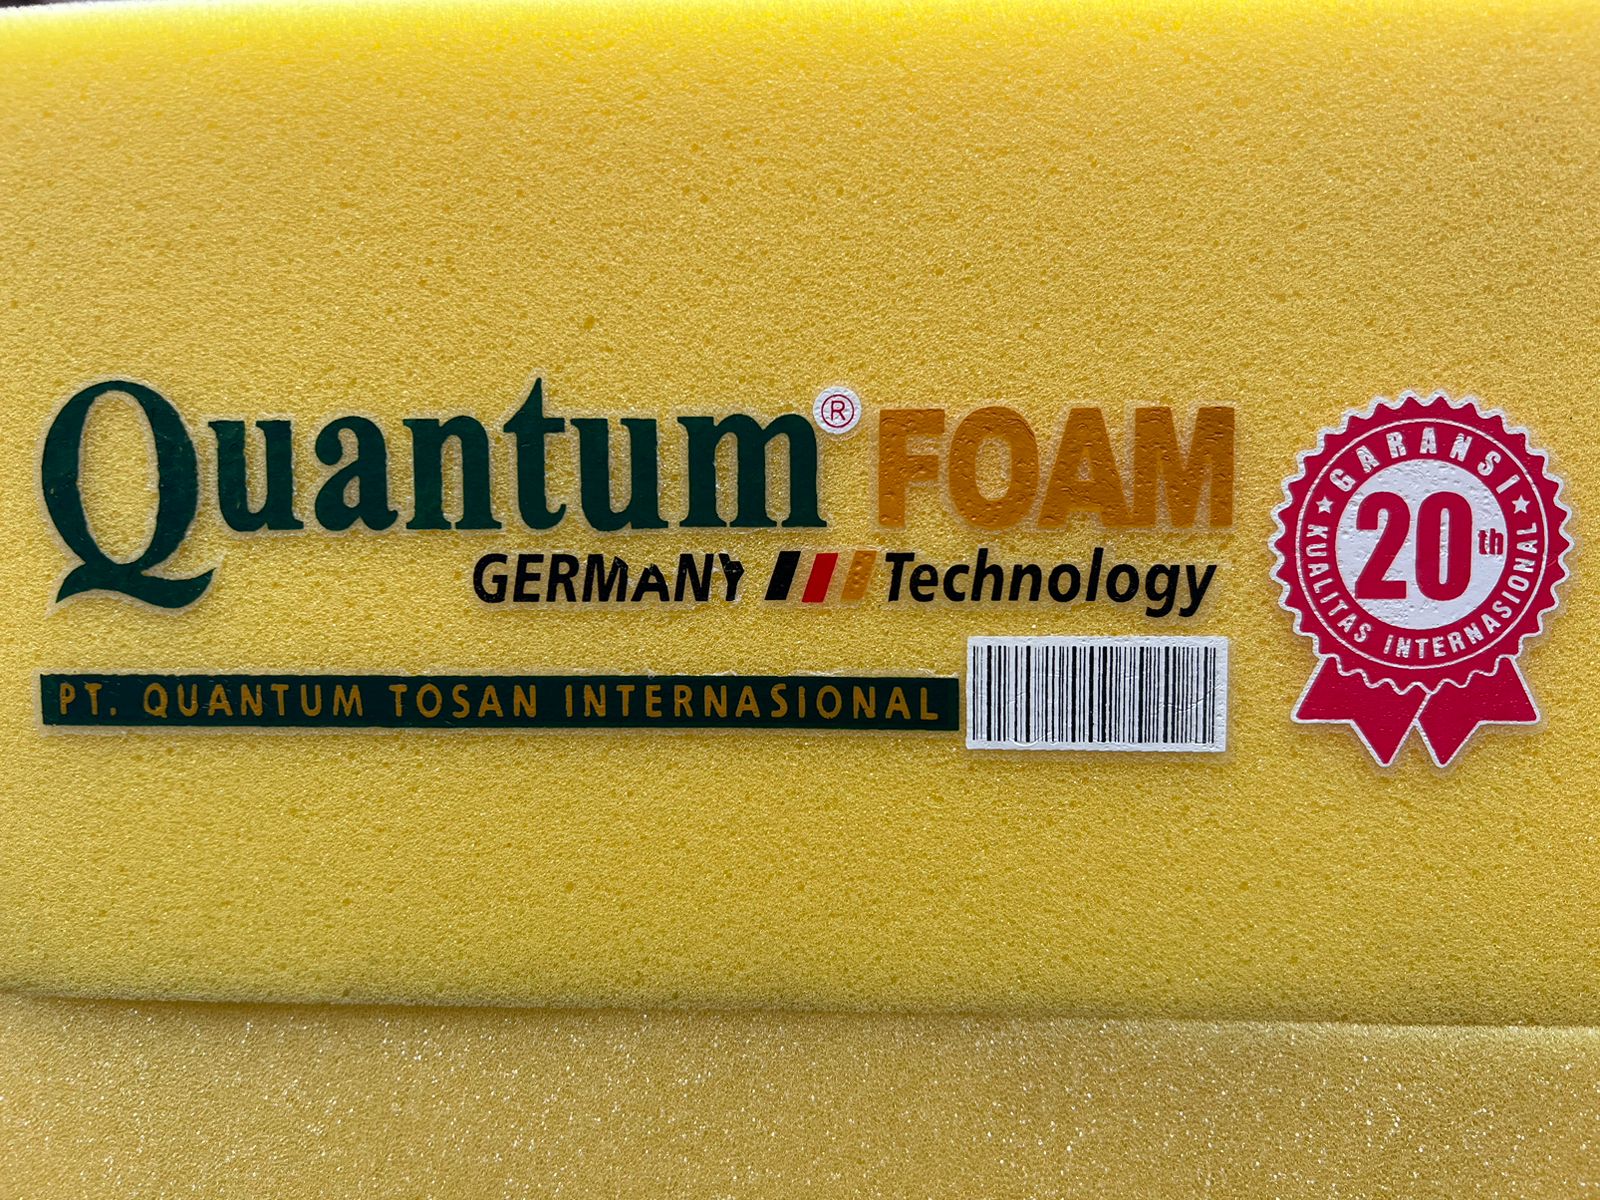 Quantum® FOAM
GERMANY Technology
PT. QUANTUM TOSAN INTERNASIONAL
GARANSI
20th
KUALITAS INTERNASIONAL